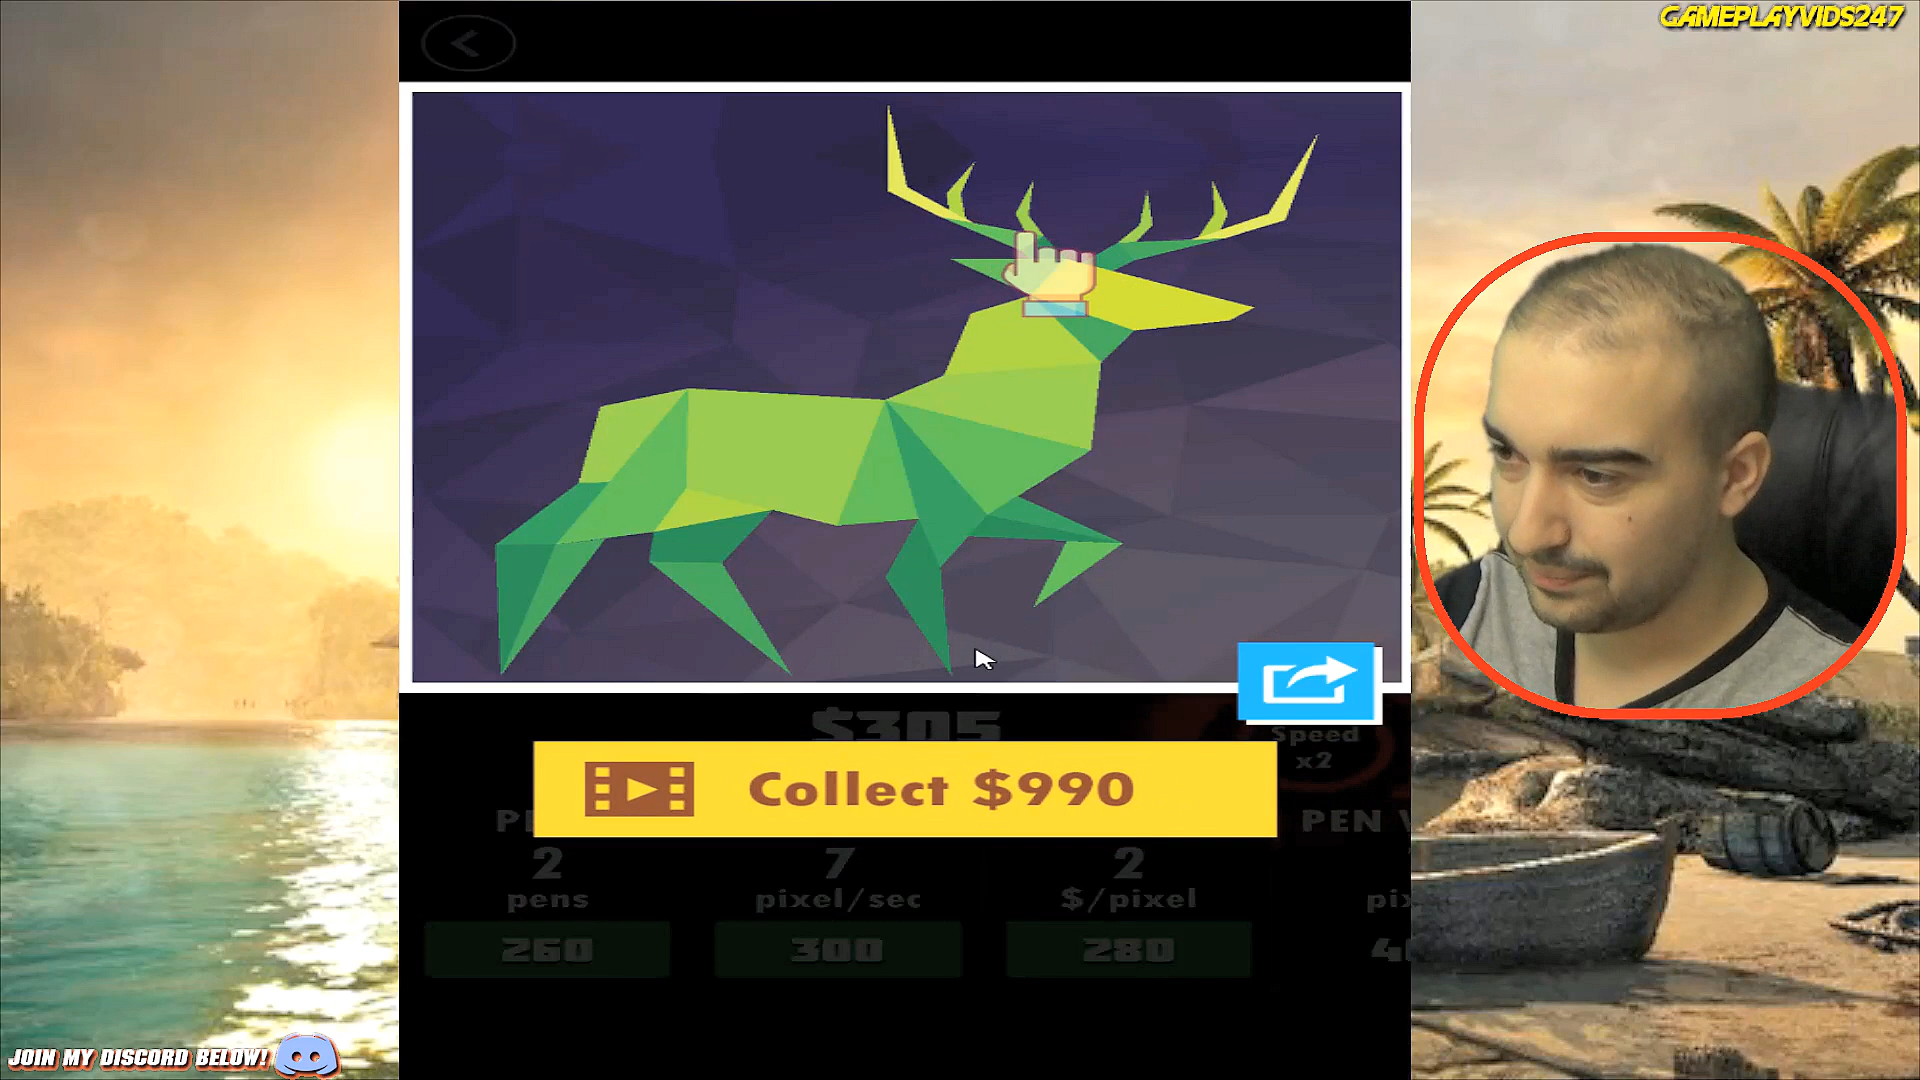 GAMEPLAYVIDS247
$305
Speed
x2
Collect $990
PEN
2
pens
260
7
pixel/sec
300
2
$/pixel
280
JOIN MY DISCORD BELOW!